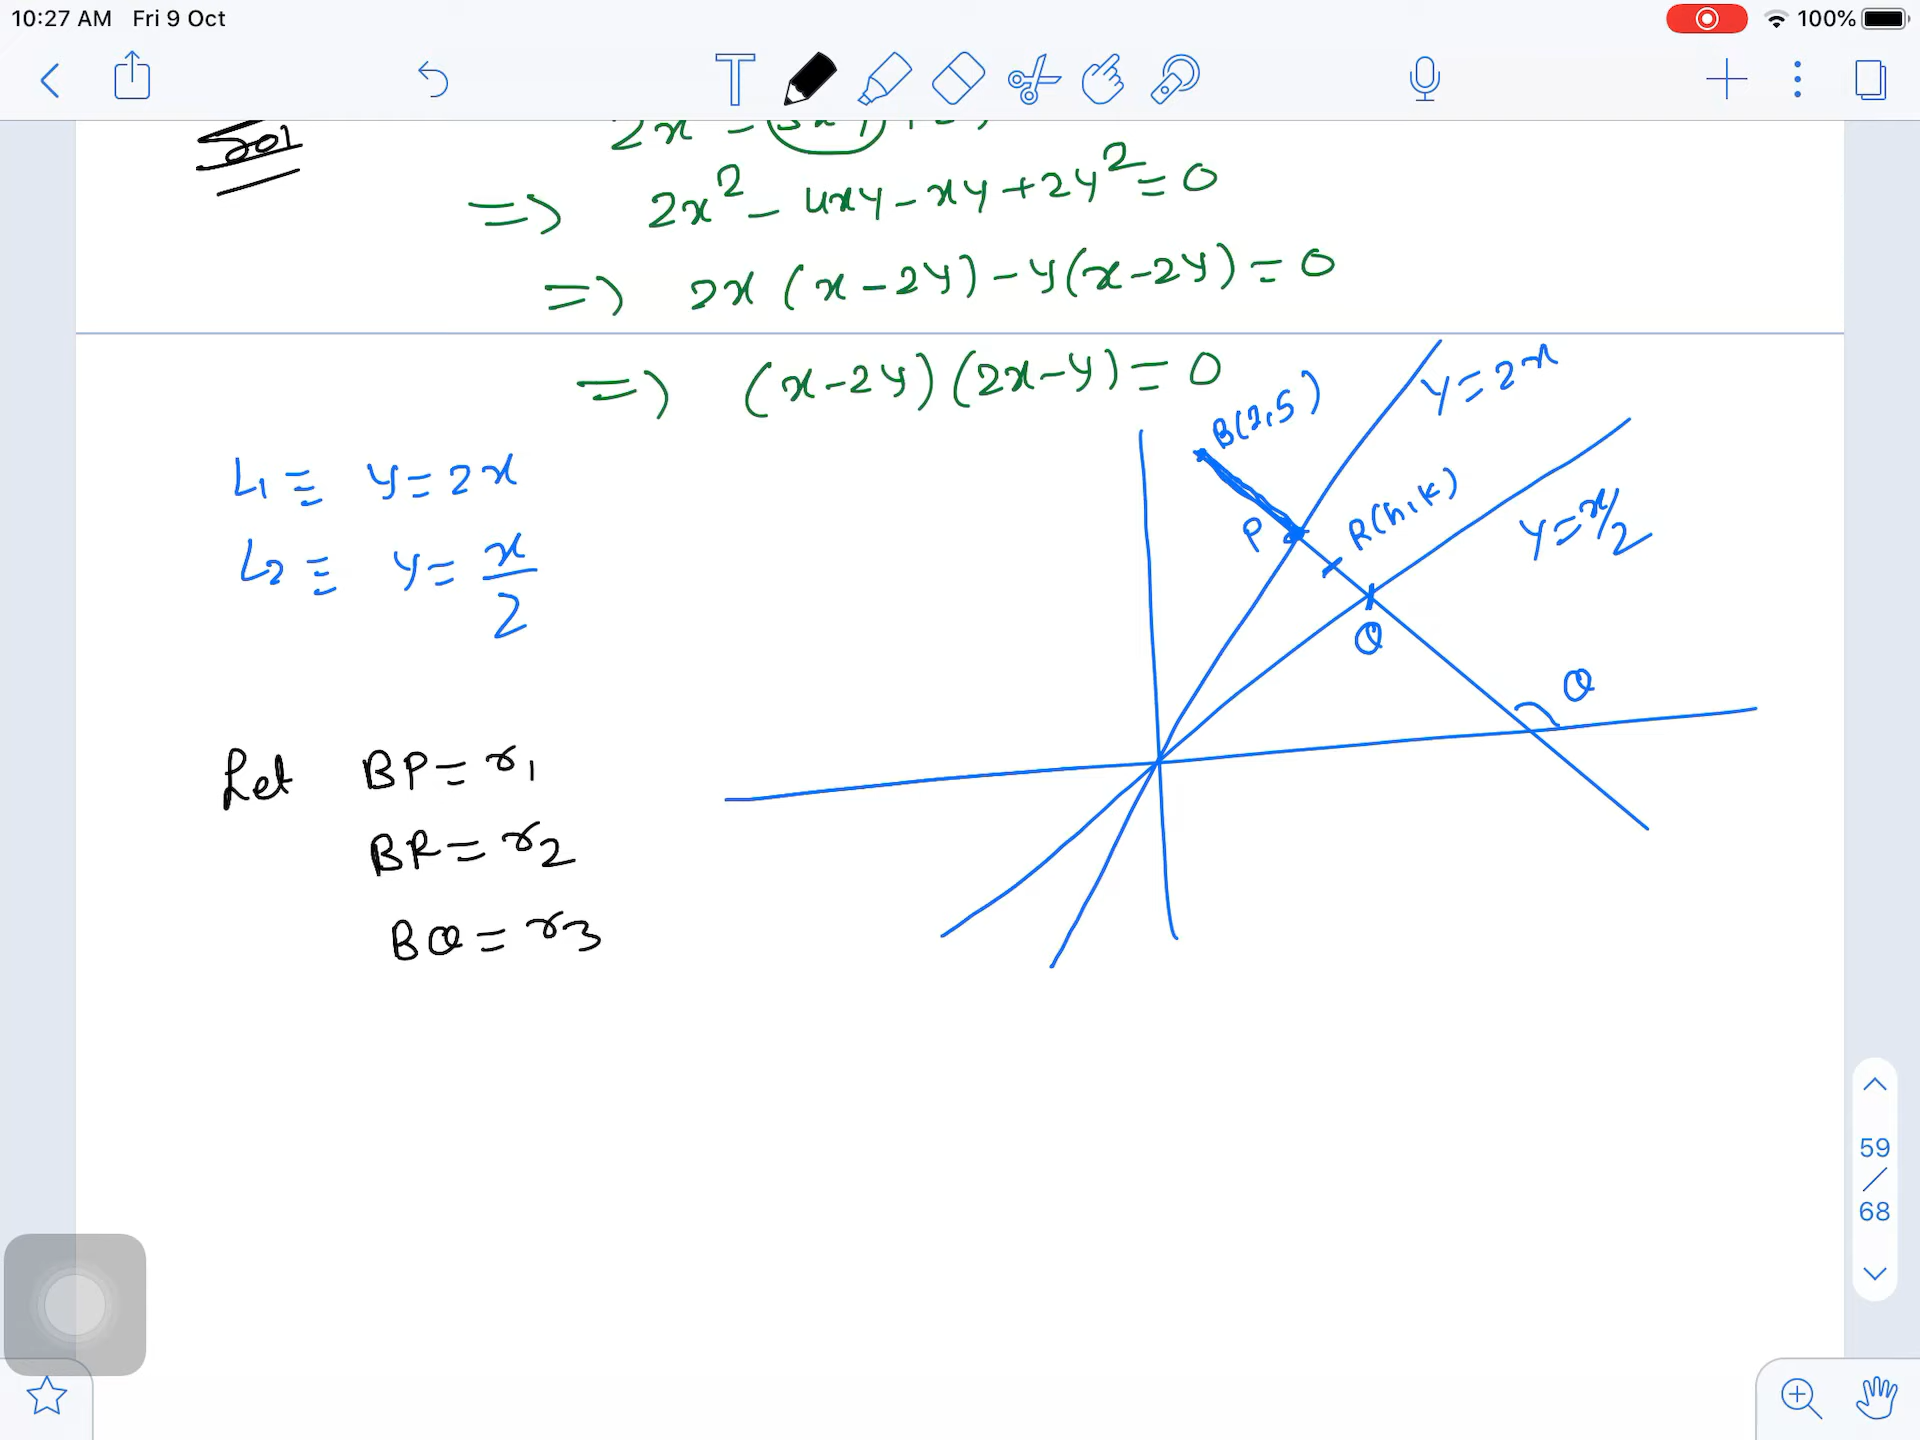 10:27 AM Fri 9 Oct
100%
T
Sol
=> 2x² - 4xy - xy + 2y² = 0
=> 2x (x - 2y) - y(x - 2y) = 0
=> (x - 2y) (2x - y) = 0
L₁ ≡ y = 2x
L₂ ≡ y = x/2
Let BP = r₁
BR = r₂
BQ = r₃
B(2,5)
y = 2x
P
R(h,k)
y = x/2
Q
θ
59
/
68